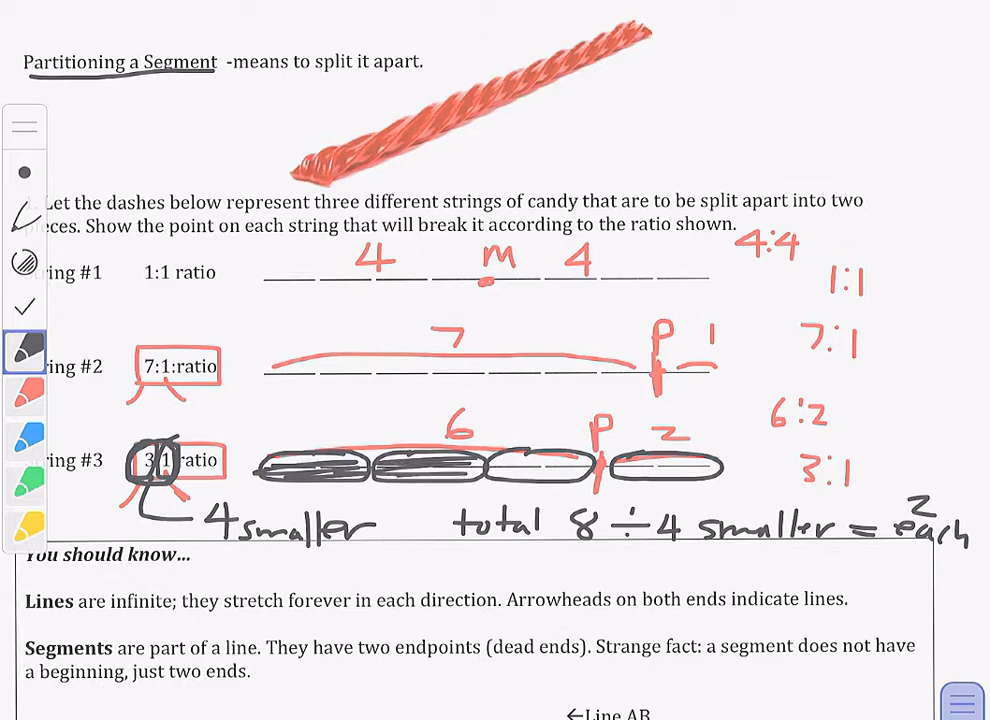 Partitioning a Segment -means to split it apart.
Let the dashes below represent three different strings of candy that are to be split apart into two
eces. Show the point on each string that will break it according to the ratio shown.
4 m 4 4:4
ing #1 1:1 ratio 1:1
7 P 1 7:1
ing #2 7:1:ratio
6 P 2 6:2
ing #3 3:1 ratio 3:1
4 smaller total 8 ÷ 4 smaller = 2 each
You should know...
Lines are infinite; they stretch forever in each direction. Arrowheads on both ends indicate lines.
Segments are part of a line. They have two endpoints (dead ends). Strange fact: a segment does not have
a beginning, just two ends.
←Line AB